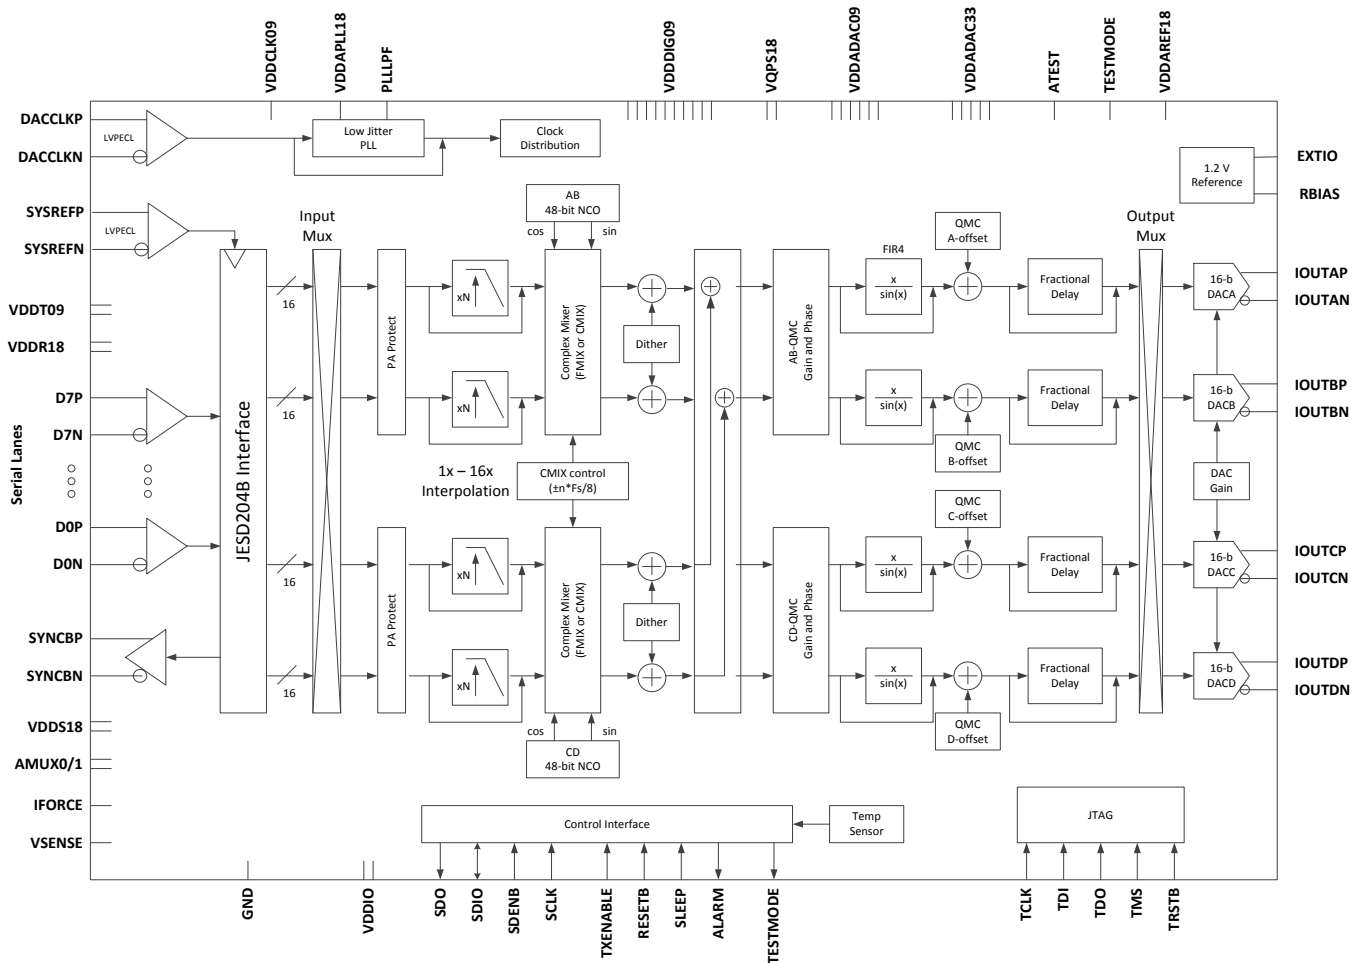 VDDCLK09
VDDAPLL18
PLLLPF
VDDDIG09
VQPS18
VDDADAC09
VDDADAC33
ATEST
TESTMODE
VDDAREF18
DACCLKP
LVPECL
DACCLKN
Low Jitter
PLL
Clock
Distribution
1.2 V
Reference
EXTIO
RBIAS
SYSREFP
LVPECL
SYSREFN
Input
Mux
AB
48-bit NCO
cos
sin
QMC
A-offset
Output
Mux
FIR4
16
xN
x
sin(x)
Fractional
Delay
16-b
DACA
IOUTAP
IOUTAN
VDDT09
VDDR18
JESD204B Interface
PA Protect
Complex Mixer
(FMIX or CMIX)
Dither
AB-QMC
Gain and Phase
D7P
D7N
16
xN
x
sin(x)
Fractional
Delay
16-b
DACB
IOUTBP
IOUTBN
QMC
B-offset
Serial Lanes
1x – 16x
Interpolation
CMIX control
(±n*Fs/8)
DAC
Gain
QMC
C-offset
D0P
D0N
16
xN
x
sin(x)
Fractional
Delay
16-b
DACC
IOUTCP
IOUTCN
PA Protect
Complex Mixer
(FMIX or CMIX)
Dither
CD-QMC
Gain and Phase
SYNCBP
SYNCBN
16
xN
x
sin(x)
Fractional
Delay
16-b
DACD
IOUTDP
IOUTDN
cos
sin
CD
48-bit NCO
QMC
D-offset
VDDS18
AMUX0/1
IFORCE
VSENSE
Control Interface
Temp
Sensor
JTAG
GND
VDDIO
SDO
SDIO
SDENB
SCLK
TXENABLE
RESETB
SLEEP
ALARM
TESTMODE
TCLK
TDI
TDO
TMS
TRSTB